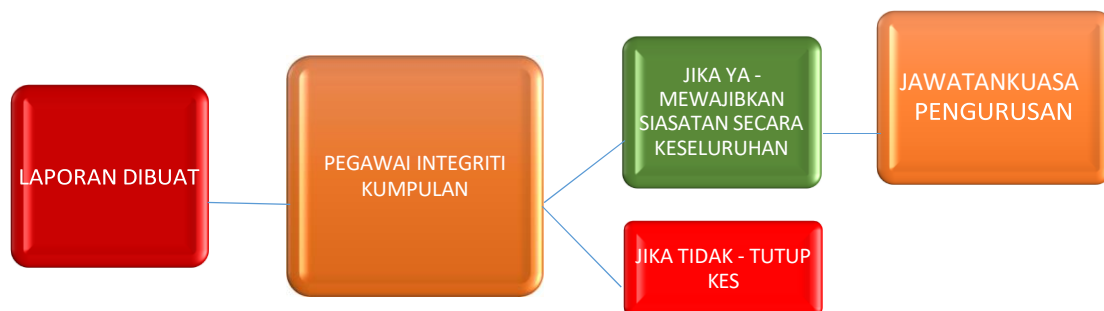 LAPORAN DIBUAT
PEGAWAI INTEGRITI
KUMPULAN
JIKA YA -
MEWAJIBKAN
SIASATAN SECARA
KESELURUHAN
JAWATANKUASA
PENGURUSAN
JIKA TIDAK - TUTUP
KES